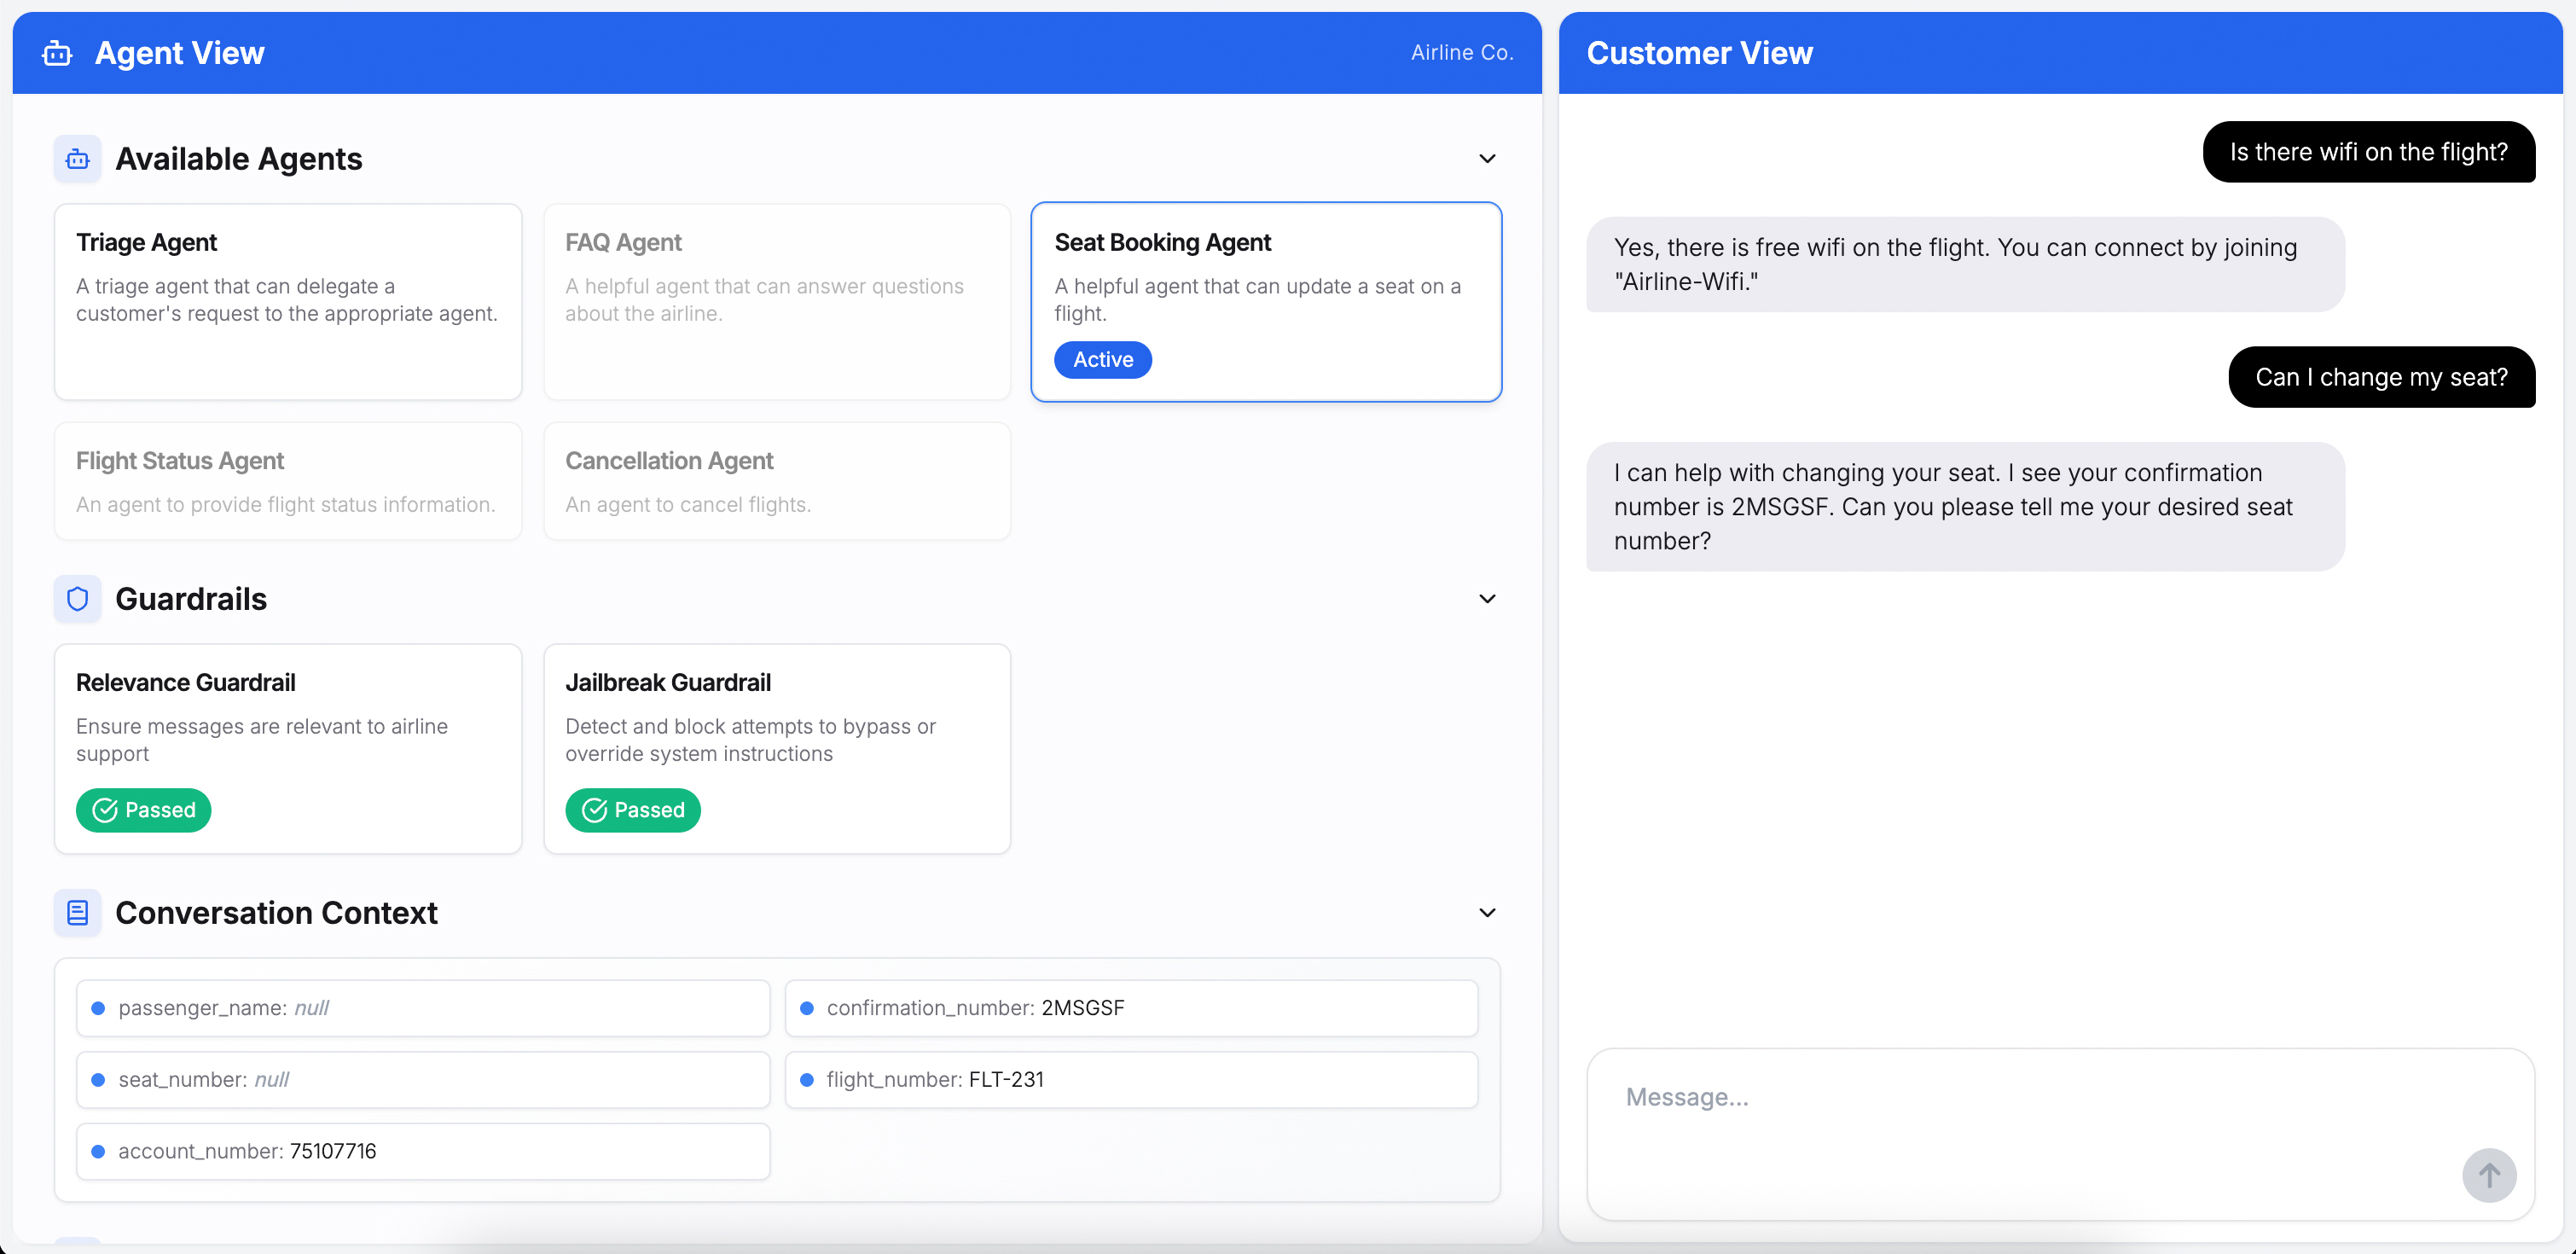 Agent View
Airline Co.
Available Agents
Triage Agent
A triage agent that can delegate a
customer's request to the appropriate agent.
FAQ Agent
A helpful agent that can answer questions
about the airline.
Seat Booking Agent
A helpful agent that can update a seat on a
flight.
Active
Flight Status Agent
An agent to provide flight status information.
Cancellation Agent
An agent to cancel flights.
Guardrails
Relevance Guardrail
Ensure messages are relevant to airline
support
Passed
Jailbreak Guardrail
Detect and block attempts to bypass or
override system instructions
Passed
Conversation Context
passenger_name: null
confirmation_number: 2MSGSF
seat_number: null
flight_number: FLT-231
account_number: 75107716
Customer View
Is there wifi on the flight?
Yes, there is free wifi on the flight. You can connect by joining
"Airline-Wifi."
Can I change my seat?
I can help with changing your seat. I see your confirmation
number is 2MSGSF. Can you please tell me your desired seat
number?
Message...